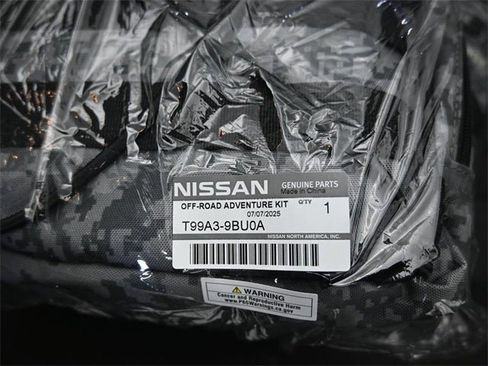 NISSAN GENUINE PARTS
Made in China
OFF-ROAD ADVENTURE KIT Q'TY 1
07/07/2025
T99A3-9BU0A
NISSAN NORTH AMERICA, INC.
WARNING
Cancer and Reproductive Harm
www.P65Warnings.ca.gov